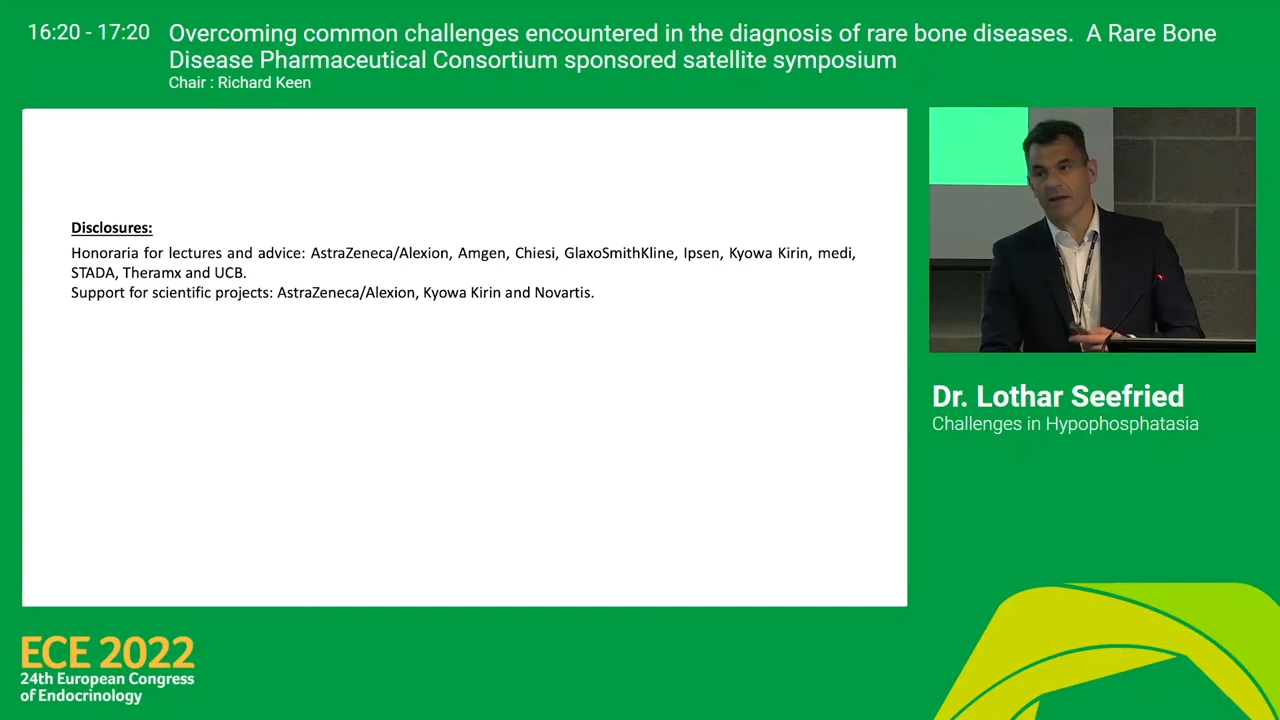 16:20 - 17:20
Overcoming common challenges encountered in the diagnosis of rare bone diseases. A Rare Bone
Disease Pharmaceutical Consortium sponsored satellite symposium
Chair : Richard Keen
Disclosures:
Honoraria for lectures and advice: AstraZeneca/Alexion, Amgen, Chiesi, GlaxoSmithKline, Ipsen, Kyowa Kirin, medi,
STADA, Theramx and UCB.
Support for scientific projects: AstraZeneca/Alexion, Kyowa Kirin and Novartis.
Dr. Lothar Seefried
Challenges in Hypophosphatasia
ECE 2022
24th European Congress
of Endocrinology